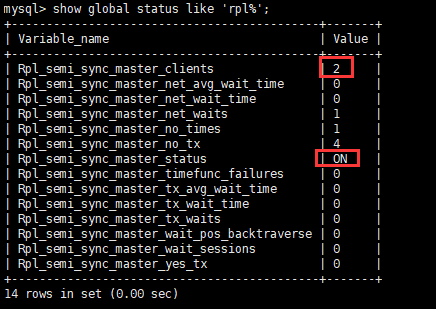 mysql> show global status like 'rpl%';
+--------------------------------------------+-------+
| Variable_name | Value |
+--------------------------------------------+-------+
| Rpl_semi_sync_master_clients | 2 |
| Rpl_semi_sync_master_net_avg_wait_time | 0 |
| Rpl_semi_sync_master_net_wait_time | 0 |
| Rpl_semi_sync_master_net_waits | 1 |
| Rpl_semi_sync_master_no_times | 1 |
| Rpl_semi_sync_master_no_tx | 4 |
| Rpl_semi_sync_master_status | ON |
| Rpl_semi_sync_master_timefunc_failures | 0 |
| Rpl_semi_sync_master_tx_avg_wait_time | 0 |
| Rpl_semi_sync_master_tx_wait_time | 0 |
| Rpl_semi_sync_master_tx_waits | 0 |
| Rpl_semi_sync_master_wait_pos_backtraverse | 0 |
| Rpl_semi_sync_master_wait_sessions | 0 |
| Rpl_semi_sync_master_yes_tx | 0 |
+--------------------------------------------+-------+
14 rows in set (0.00 sec)